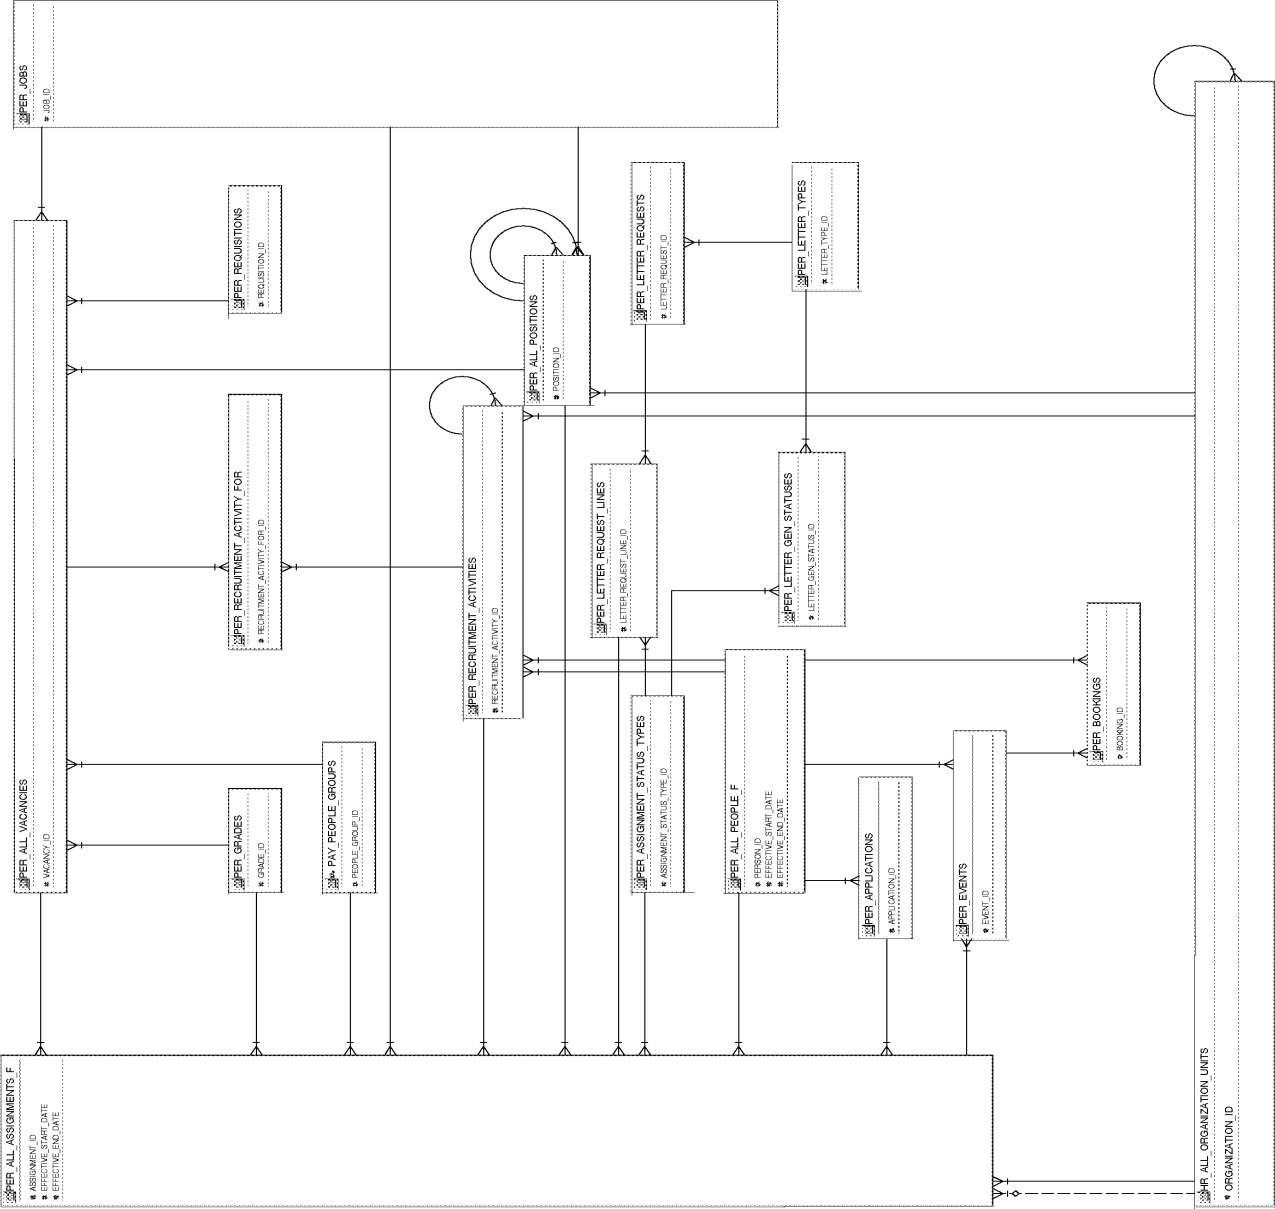 PER_JOBS
JOB_ID
PER_REQUISITIONS
REQUISITION_ID
PER_ALL_VACANCIES
VACANCY_ID
PER_ALL_POSITIONS
POSITION_ID
PER_LETTER_REQUESTS
LETTER_REQUEST_ID
PER_LETTER_TYPES
LETTER_TYPE_ID
PER_RECRUITMENT_ACTIVITY_FOR
RECRUITMENT_ACTIVITY_FOR_ID
PER_RECRUITMENT_ACTIVITIES
RECRUITMENT_ACTIVITY_ID
PER_LETTER_REQUEST_LINES
LETTER_REQUEST_LINE_ID
PER_LETTER_GEN_STATUSES
LETTER_GEN_STATUS_ID
PER_BOOKINGS
BOOKING_ID
PER_GRADES
GRADE_ID
PAY_PEOPLE_GROUPS
PEOPLE_GROUP_ID
PER_ASSIGNMENT_STATUS_TYPES
ASSIGNMENT_STATUS_TYPE_ID
PER_ALL_PEOPLE_F
PERSON_ID
EFFECTIVE_START_DATE
EFFECTIVE_END_DATE
PER_APPLICATIONS
APPLICATION_ID
PER_EVENTS
EVENT_ID
PER_ALL_ASSIGNMENTS_F
ASSIGNMENT_ID
EFFECTIVE_START_DATE
EFFECTIVE_END_DATE
HR_ALL_ORGANIZATION_UNITS
ORGANIZATION_ID